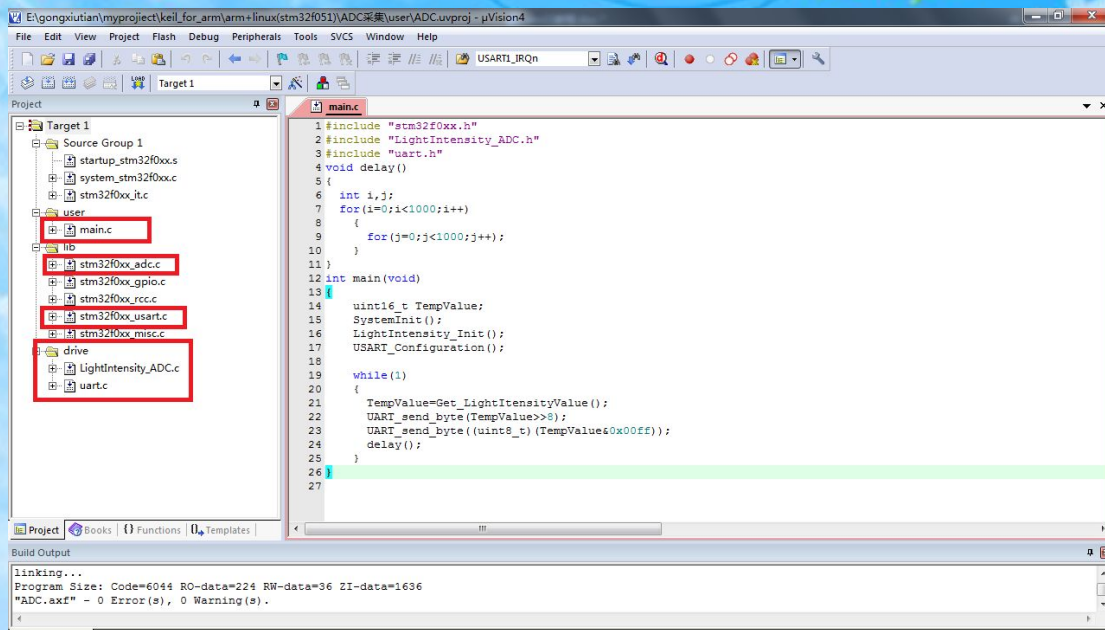 E:\gongxiutian\myprojiect\keil_for_arm\arm+linux(stm32f051)\ADC采集\user\ADC.uvproj - µVision4
File Edit View Project Flash Debug Peripherals Tools SVCS Window Help
USART1_IRQn
LOAD Target 1
Project
main.c
Target 1
Source Group 1
startup_stm32f0xx.s
system_stm32f0xx.c
stm32f0xx_it.c
user
main.c
lib
stm32f0xx_adc.c
stm32f0xx_gpio.c
stm32f0xx_rcc.c
stm32f0xx_usart.c
stm32f0xx_misc.c
drive
LightIntensity_ADC.c
uart.c
1 #include "stm32f0xx.h"
2 #include "LightIntensity_ADC.h"
3 #include "uart.h"
4 void delay()
5 {
6 int i,j;
7 for(i=0;i<1000;i++)
8 {
9 for(j=0;j<1000;j++);
10 }
11 }
12 int main(void)
13 {
14 uint16_t TempValue;
15 SystemInit();
16 LightIntensity_Init();
17 USART_Configuration();
18
19 while(1)
20 {
21 TempValue=Get_LightItensityValue();
22 UART_send_byte(TempValue>>8);
23 UART_send_byte((uint8_t)(TempValue&0x00ff));
24 delay();
25 }
26 }
27
Project Books {} Functions 0 Templates
Build Output
linking...
Program Size: Code=6044 RO-data=224 RW-data=36 ZI-data=1636
"ADC.axf" - 0 Error(s), 0 Warning(s).